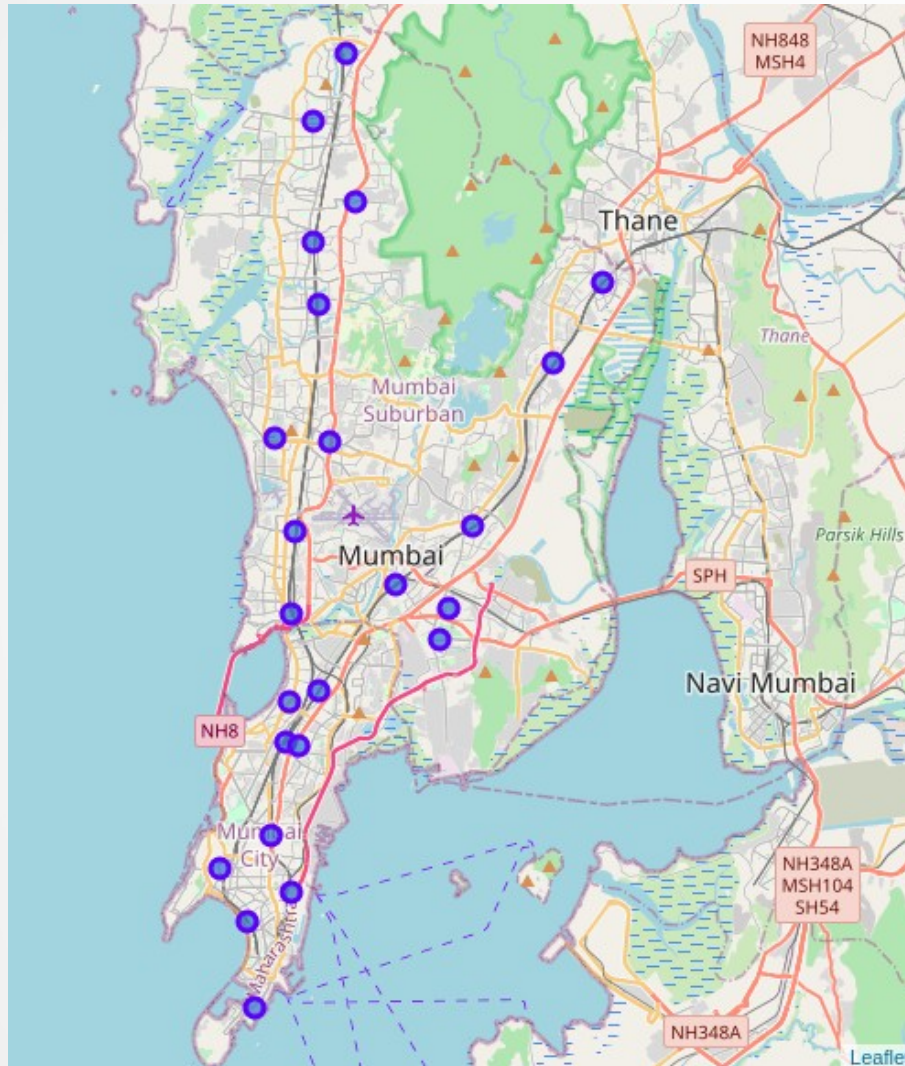 NH848
MSH4
Thane
Thane
Mumbai
Suburban
Parsik Hills
Mumbai
SPH
Navi Mumbai
NH8
Mumbai
City
NH348A
MSH104
SH54
Maharashtra
NH348A
Leafle